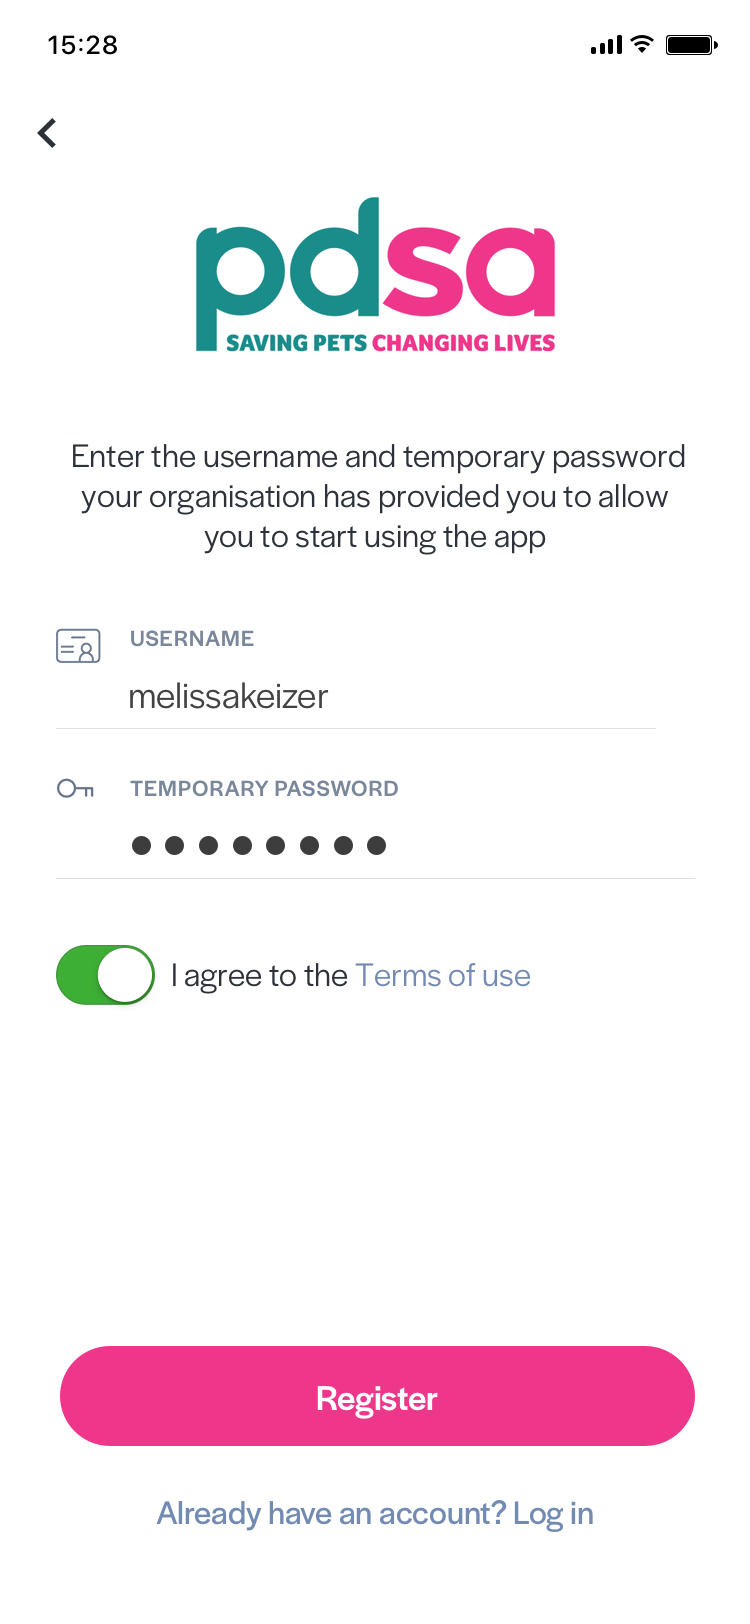 15:28
pdsa
SAVING PETS CHANGING LIVES
Enter the username and temporary password
your organisation has provided you to allow
you to start using the app
USERNAME
melissakeizer
TEMPORARY PASSWORD
I agree to the Terms of use
Register
Already have an account? Log in